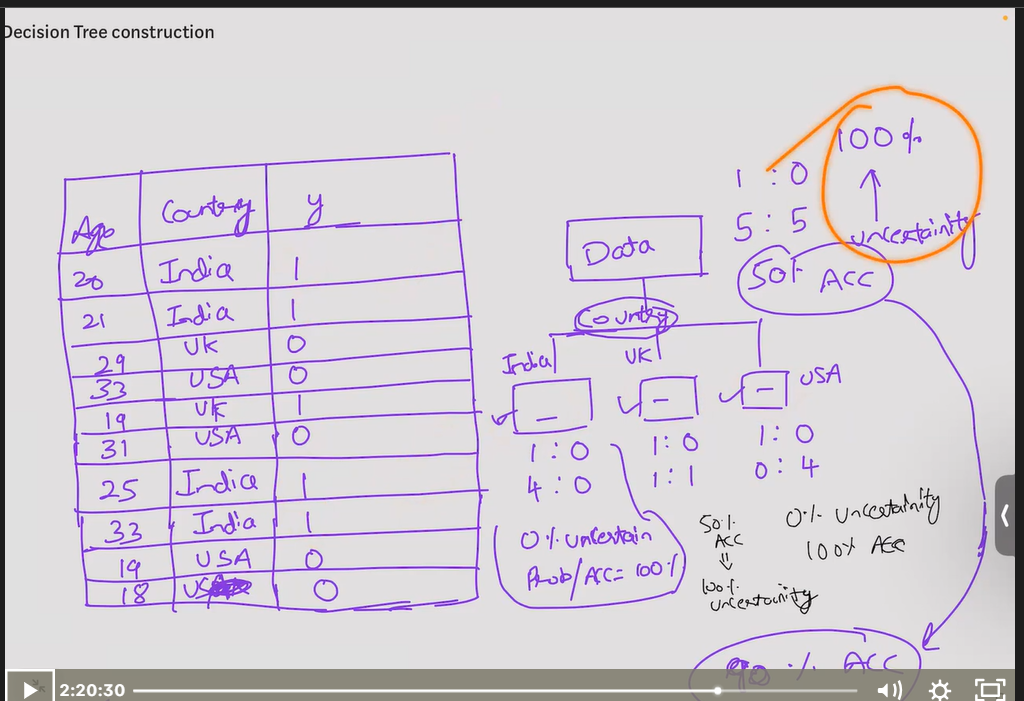 Decision Tree construction
Age Country y
20 India 1
21 India 1
29 UK 0
33 USA 0
19 UK 1
31 USA 0
25 India 1
33 India 1
19 USA 0
18 0
Data
Country
India UK USA
1 : 0 1 : 0 1 : 0
4 : 0 1 : 1 0 : 4
0% uncertain
Prob/ACC = 100%
1 : 0
5 : 5
100%
↑
uncertainity
50% ACC
50%
ACC
⇓
100%
uncertainity
0% uncertainity
100% ACC
90 % ACC
2:20:30